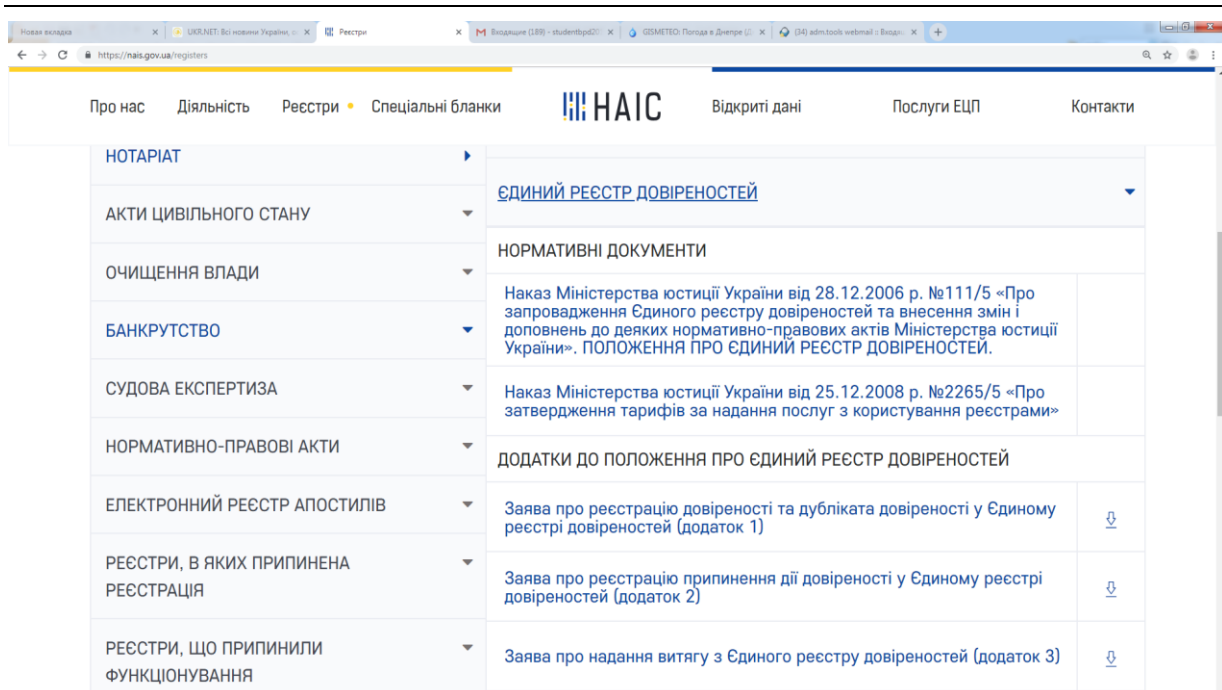 Новая вкладка
UKR.NET: Всі новини України, о
Реєстри
Входящие (189) - studentbpd20
GISMETEO: Погода в Днепре (Д
(34) adm.tools webmail :: Входя
https://nais.gov.ua/registers
Про нас
Діяльність
Реєстри
Спеціальні бланки
НАІС
Відкриті дані
Послуги ЕЦП
Контакти
НОТАРІАТ
АКТИ ЦИВІЛЬНОГО СТАНУ
ОЧИЩЕННЯ ВЛАДИ
БАНКРУТСТВО
СУДОВА ЕКСПЕРТИЗА
НОРМАТИВНО-ПРАВОВІ АКТИ
ЕЛЕКТРОННИЙ РЕЄСТР АПОСТИЛІВ
РЕЄСТРИ, В ЯКИХ ПРИПИНЕНА
РЕЄСТРАЦІЯ
РЕЄСТРИ, ЩО ПРИПИНИЛИ
ФУНКЦІОНУВАННЯ
ЄДИНИЙ РЕЄСТР ДОВІРЕНОСТЕЙ
НОРМАТИВНІ ДОКУМЕНТИ
Наказ Міністерства юстиції України від 28.12.2006 р. №111/5 «Про
запровадження Єдиного реєстру довіреностей та внесення змін і
доповнень до деяких нормативно-правових актів Міністерства юстиції
України». ПОЛОЖЕННЯ ПРО ЄДИНИЙ РЕЄСТР ДОВІРЕНОСТЕЙ.
Наказ Міністерства юстиції України від 25.12.2008 р. №2265/5 «Про
затвердження тарифів за надання послуг з користування реєстрами»
ДОДАТКИ ДО ПОЛОЖЕННЯ ПРО ЄДИНИЙ РЕЄСТР ДОВІРЕНОСТЕЙ
Заява про реєстрацію довіреності та дубліката довіреності у Єдиному
реєстрі довіреностей (додаток 1)
Заява про реєстрацію припинення дії довіреності у Єдиному реєстрі
довіреностей (додаток 2)
Заява про надання витягу з Єдиного реєстру довіреностей (додаток 3)